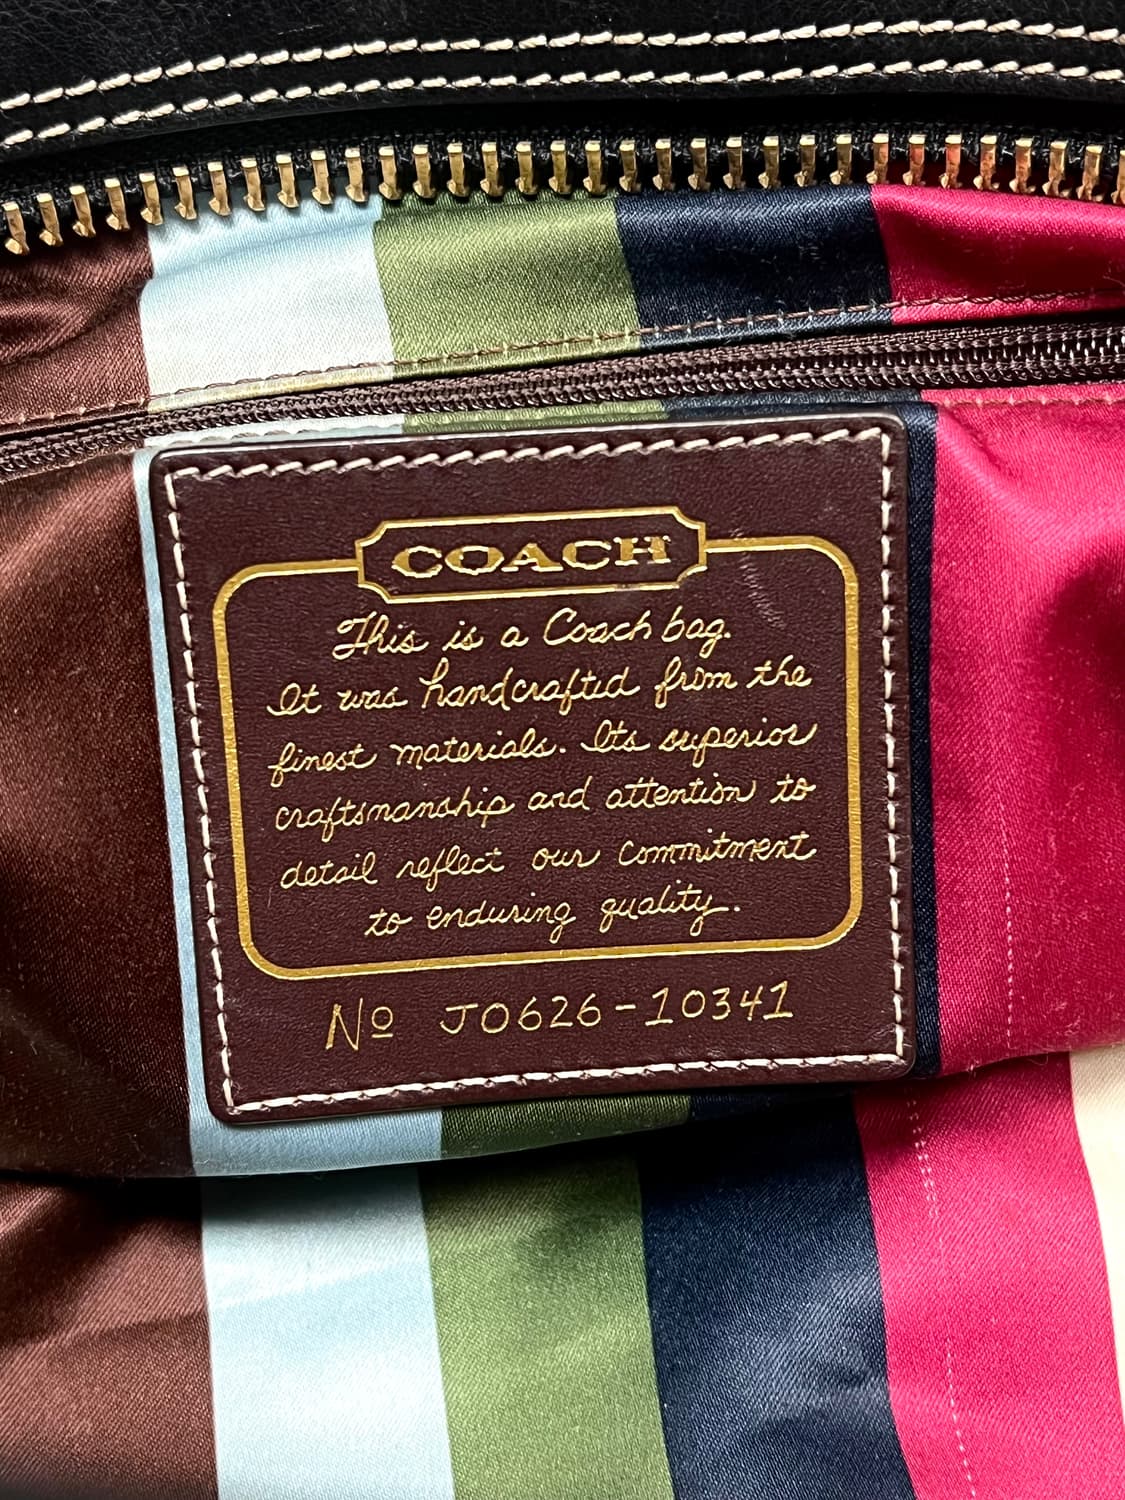 COACH
This is a Coach bag.
It was handcrafted from the
finest materials. Its superior
craftsmanship and attention to
detail reflect our commitment
to enduring quality.
Nº J0626-10341